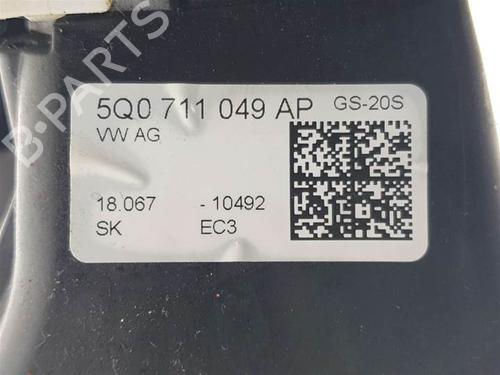 5Q0 711 049 AP GS-20S
VW AG
18.067 - 10492
SK EC3
B-PARTS